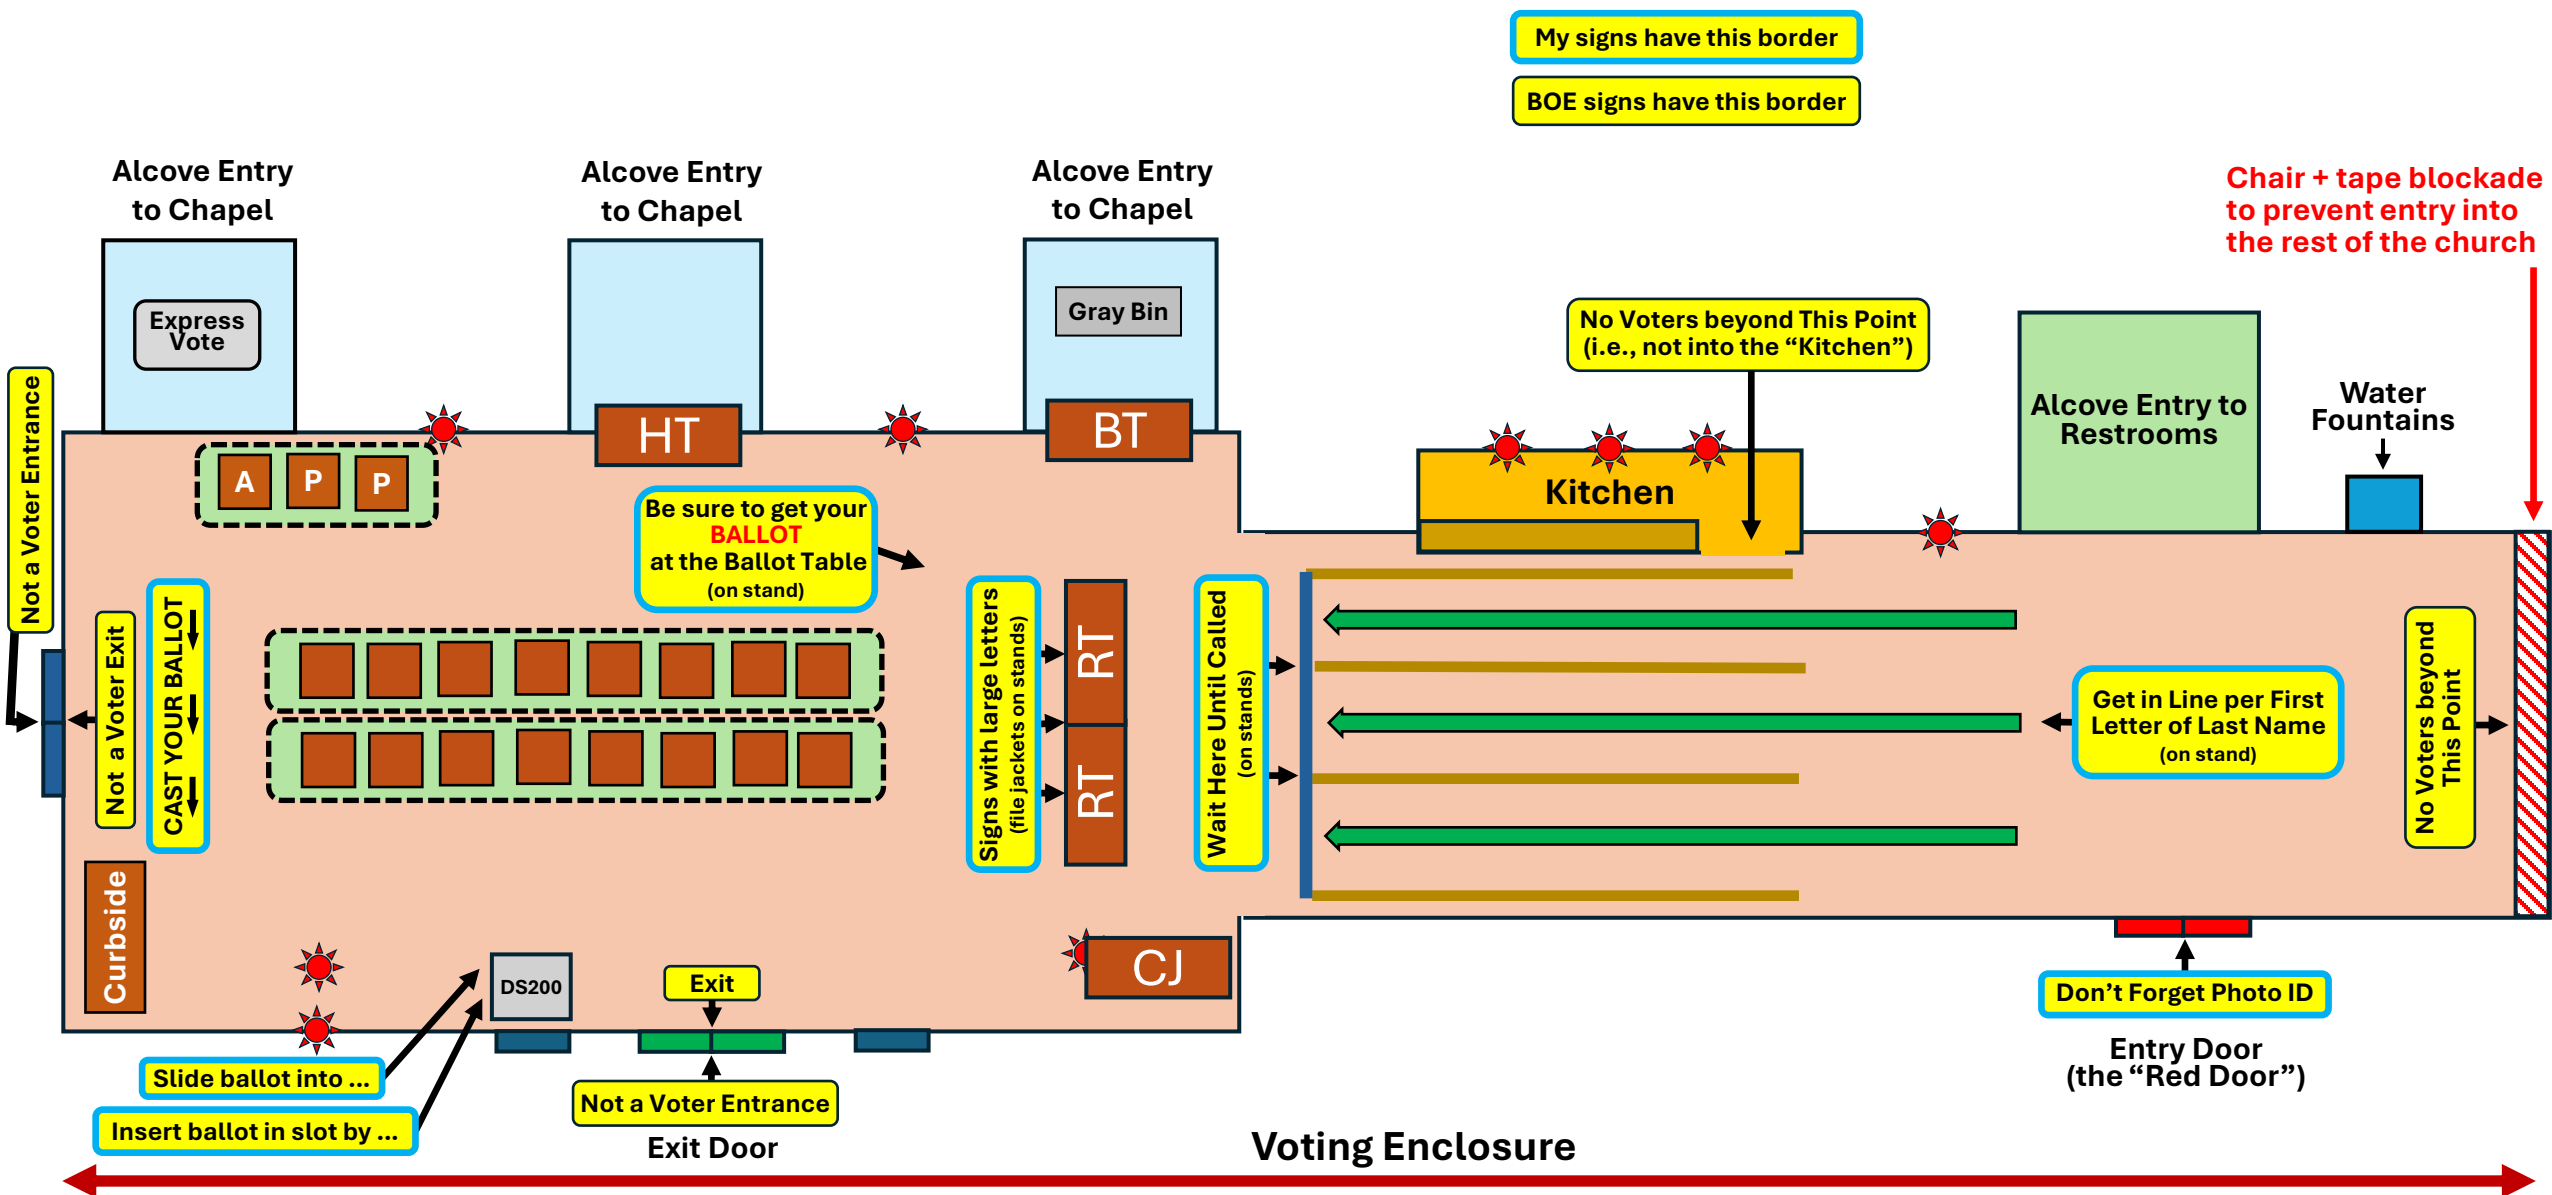 My signs have this border
BOE signs have this border
Alcove Entry
to Chapel
Alcove Entry
to Chapel
Alcove Entry
to Chapel
Chair + tape blockade
to prevent entry into
the rest of the church
Express
Vote
Gray Bin
No Voters beyond This Point
(i.e., not into the “Kitchen”)
Not a Voter Entrance
HT
BT
Alcove Entry to
Restrooms
Water
Fountains
A
P
P
Kitchen
Be sure to get your
BALLOT
at the Ballot Table
(on stand)
Not a Voter Exit
CAST YOUR BALLOT
Signs with large letters
(file jackets on stands)
RT
RT
Wait Here Until Called
(on stands)
Get in Line per First
Letter of Last Name
(on stand)
No Voters beyond
This Point
Curbside
DS200
Exit
CJ
Don’t Forget Photo ID
Entry Door
(the “Red Door”)
Slide ballot into ...
Insert ballot in slot by ...
Not a Voter Entrance
Exit Door
Voting Enclosure